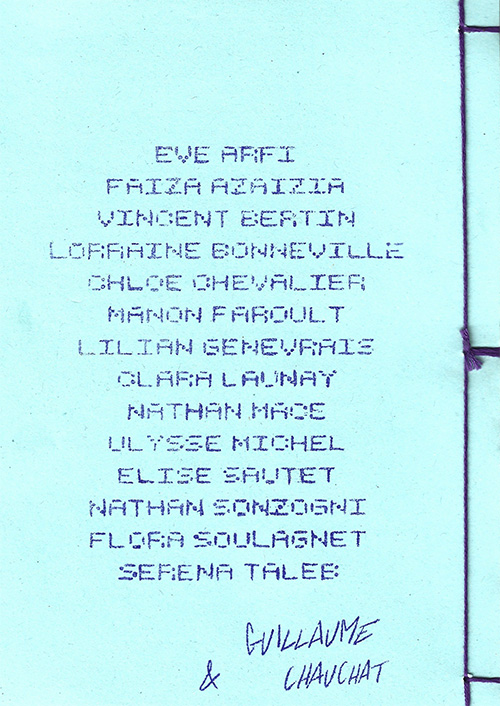 EVE ARFI
FAIZA AZAIZIA
VINCENT BERTIN
LORRAINE BONNEVILLE
CHLOE CHEVALIER
MANON FAROULT
LILIAN GENEVRAIS
CLARA LAUNAY
NATHAN MACE
ULYSSE MICHEL
ELISE SAUTET
NATHAN SONZOGNI
FLORA SOULAGNET
SERENA TALEB
GUILLAUME
& CHAUCHAT